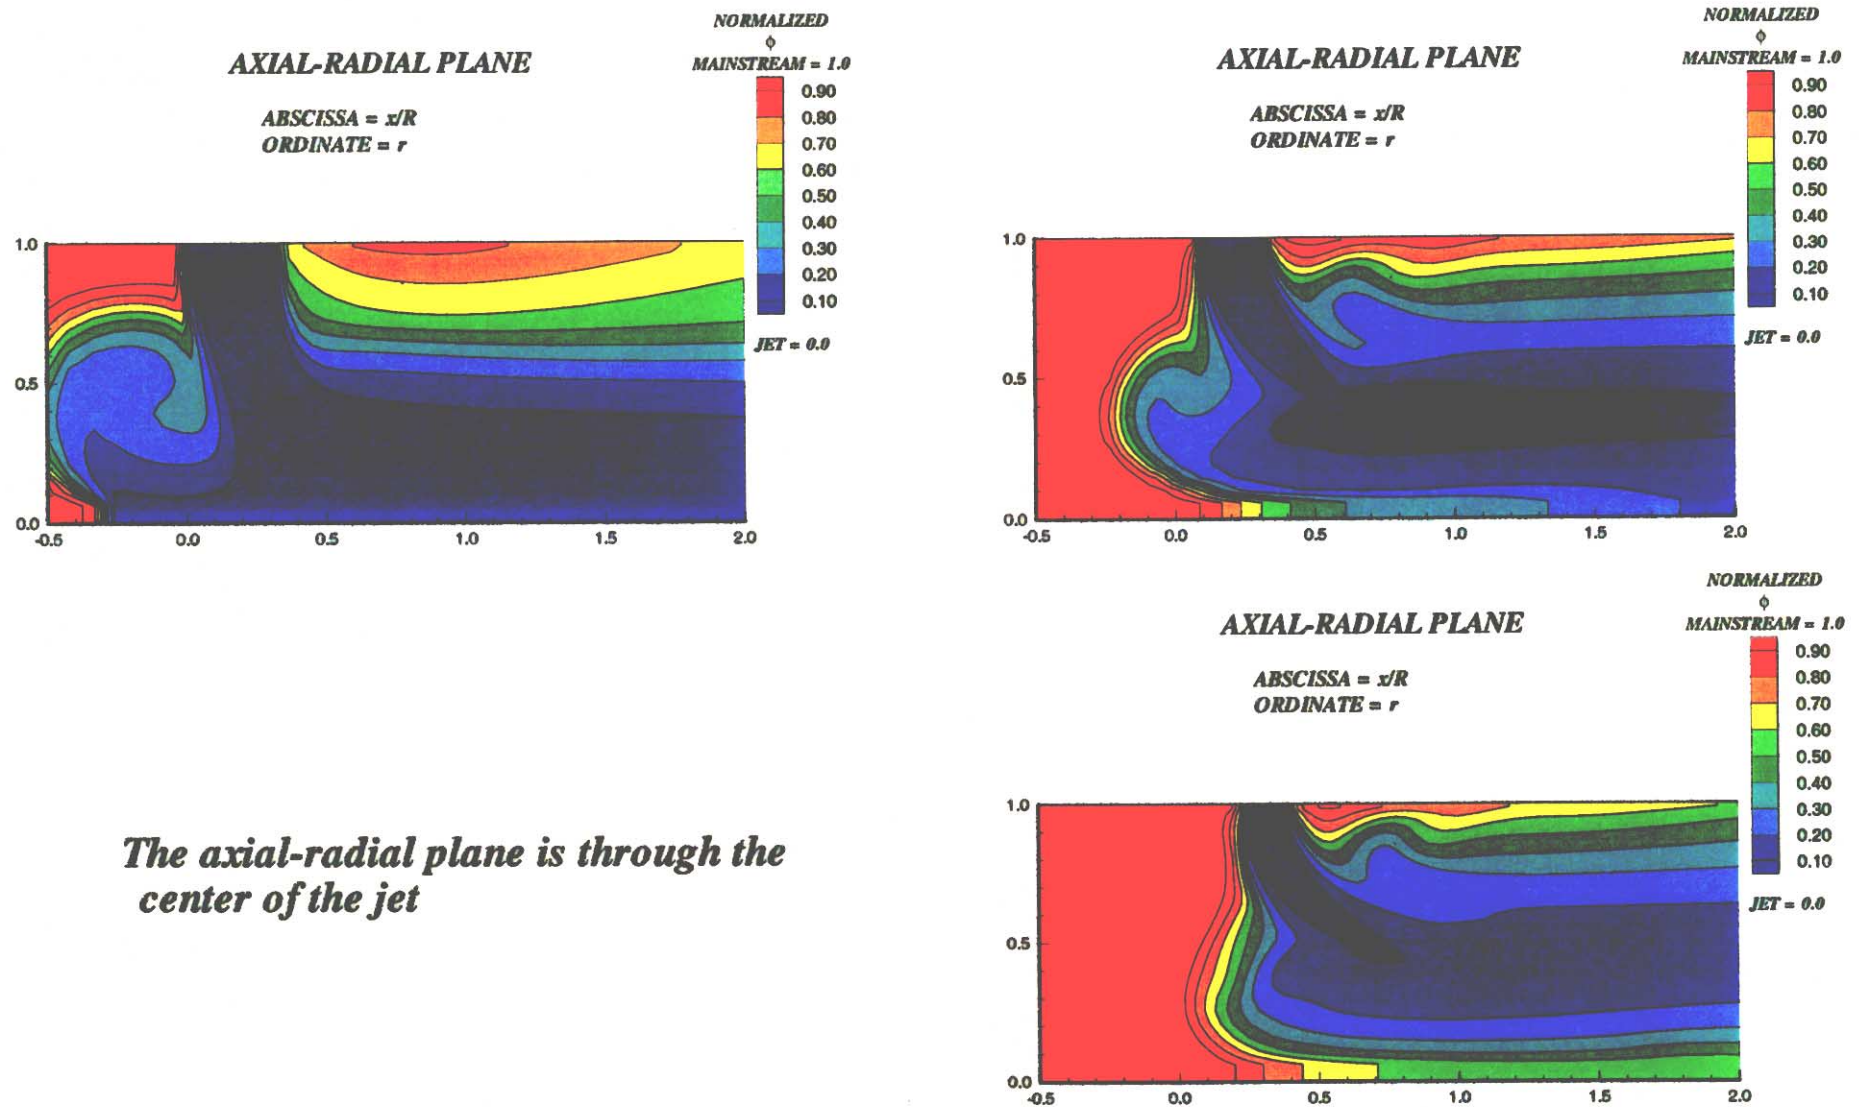 NORMALIZED
ϕ
MAINSTREAM = 1.0
AXIAL-RADIAL PLANE
ABSCISSA = x/R
ORDINATE = r
0.90
0.80
0.70
0.60
0.50
0.40
0.30
0.20
0.10
JET = 0.0
1.0
0.5
0.0
-0.5
0.0
0.5
1.0
1.5
2.0
NORMALIZED
ϕ
MAINSTREAM = 1.0
AXIAL-RADIAL PLANE
ABSCISSA = x/R
ORDINATE = r
0.90
0.80
0.70
0.60
0.50
0.40
0.30
0.20
0.10
JET = 0.0
1.0
0.5
0.0
-0.5
0.0
0.5
1.0
1.5
2.0
The axial-radial plane is through the
center of the jet
NORMALIZED
ϕ
MAINSTREAM = 1.0
AXIAL-RADIAL PLANE
ABSCISSA = x/R
ORDINATE = r
0.90
0.80
0.70
0.60
0.50
0.40
0.30
0.20
0.10
JET = 0.0
1.0
0.5
0.0
-0.5
0.0
0.5
1.0
1.5
2.0